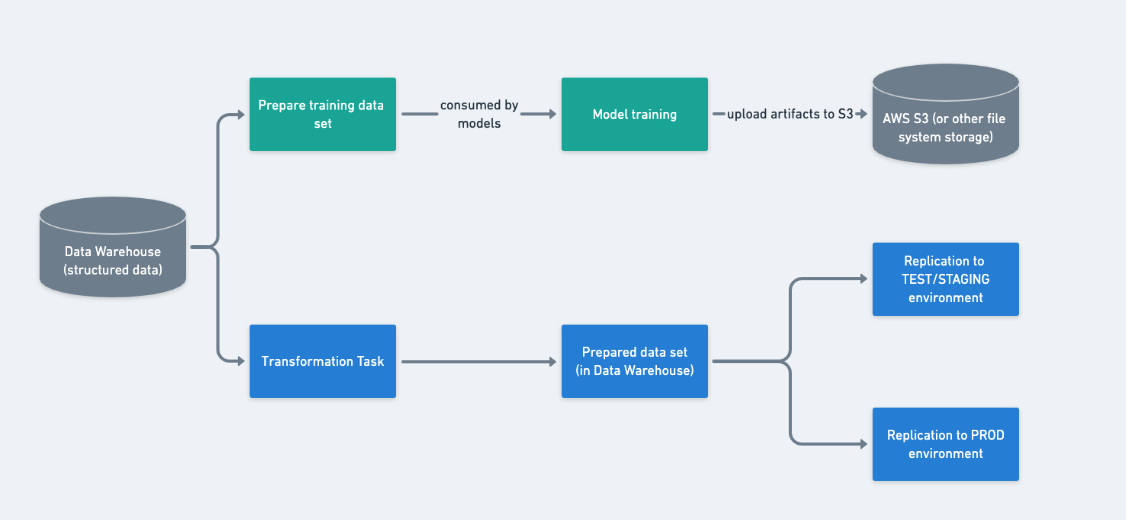 Prepare training data
set
consumed by
models
Model training
upload artifacts to S3
AWS S3 (or other file
system storage)
Data Warehouse
(structured data)
Replication to
TEST/STAGING
environment
Transformation Task
Prepared data set
(in Data Warehouse)
Replication to PROD
environment